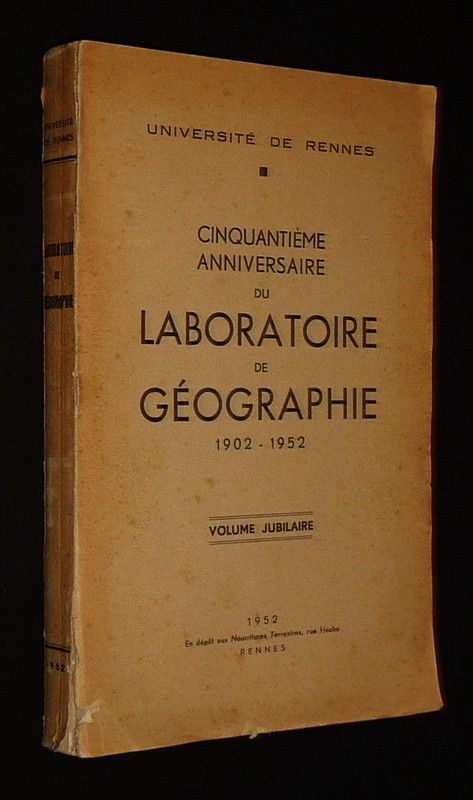 UNIVERSITÉ DE RENNES
CINQUANTIÈME
ANNIVERSAIRE
DU
LABORATOIRE
DE
GÉOGRAPHIE
1902 - 1952
VOLUME JUBILAIRE
1952
En dépôt aux Nourritures Terrestres, rue Hoche
RENNES
UNIVERSITÉ
DE RENNES
LABORATOIRE
DE
GÉOGRAPHIE